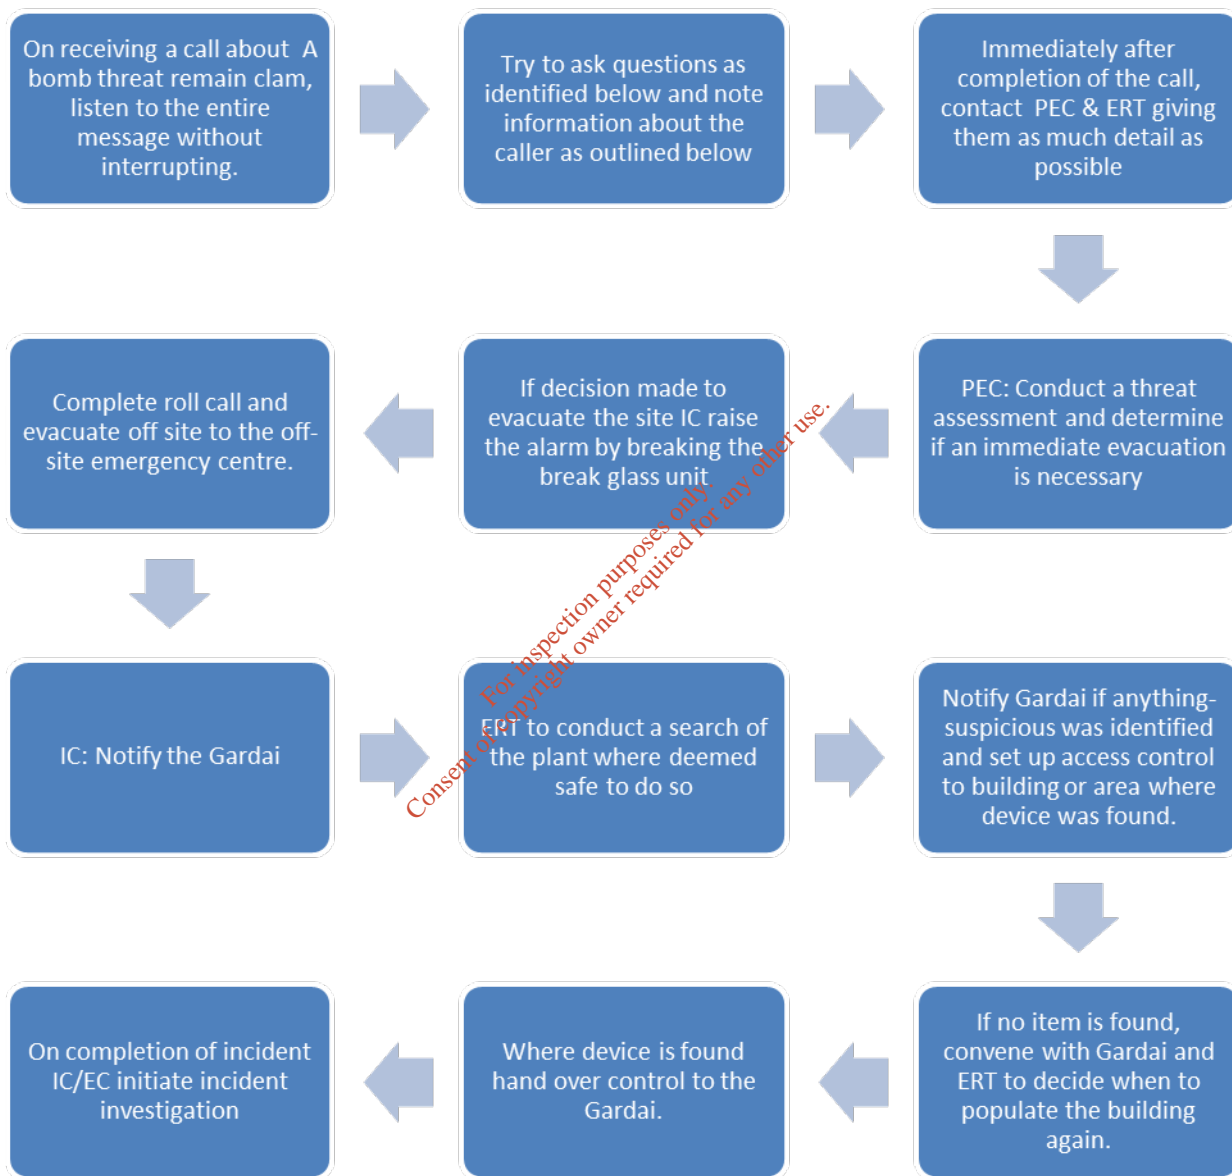 On receiving a call about A
bomb threat remain clam,
listen to the entire
message without
interrupting.
Try to ask questions as
identified below and note
information about the
caller as outlined below
Immediately after
completion of the call,
contact PEC & ERT giving
them as much detail as
possible
PEC: Conduct a threat
assessment and determine
if an immediate evacuation
is necessary
If decision made to
evacuate the site IC raise
the alarm by breaking the
break glass unit
Complete roll call and
evacuate off site to the off-
site emergency centre.
IC: Notify the Gardai
ERT to conduct a search of
the plant where deemed
safe to do so
Notify Gardai if anything-
suspicious was identified
and set up access control
to building or area where
device was found.
If no item is found,
convene with Gardai and
ERT to decide when to
populate the building
again.
Where device is found
hand over control to the
Gardai.
On completion of incident
IC/EC initiate incident
investigation
For inspection purposes only.
Consent of copyright owner required for any other use.